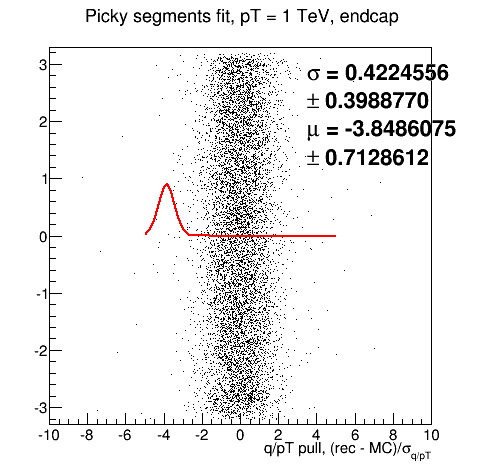 Picky segments fit, pT = 1 TeV, endcap
σ = 0.4224556
± 0.3988770
μ = -3.8486075
± 0.7128612
3
2
1
0
-1
-2
-3
-10 -8 -6 -4 -2 0 2 4 6 8 10
q/pT pull, (rec - MC)/σq/pT